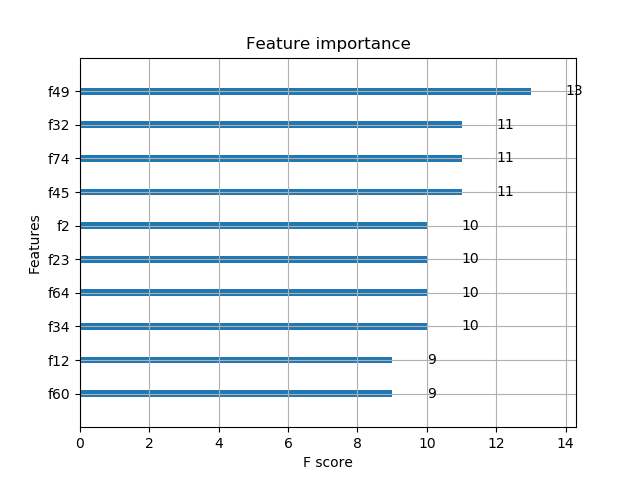 Feature importance
f49 13
f32 11
f74 11
f45 11
f2 10
f23 10
f64 10
f34 10
f12 9
f60 9
Features
0 2 4 6 8 10 12 14
F score